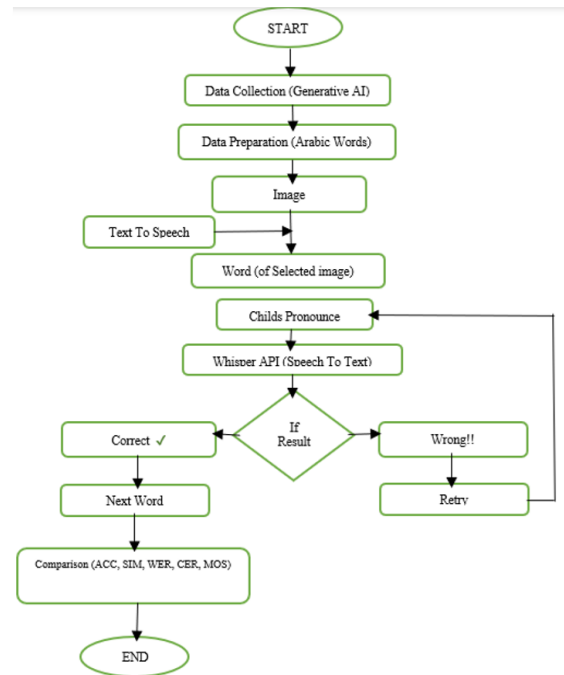 START
Data Collection (Generative AI)
Data Preparation (Arabic Words)
Image
Text To Speech
Word (of Selected image)
Childs Pronounce
Whisper API (Speech To Text)
If
Result
Correct ✓
Wrong!!
Next Word
Retry
Comparison (ACC, SIM, WER, CER, MOS)
END